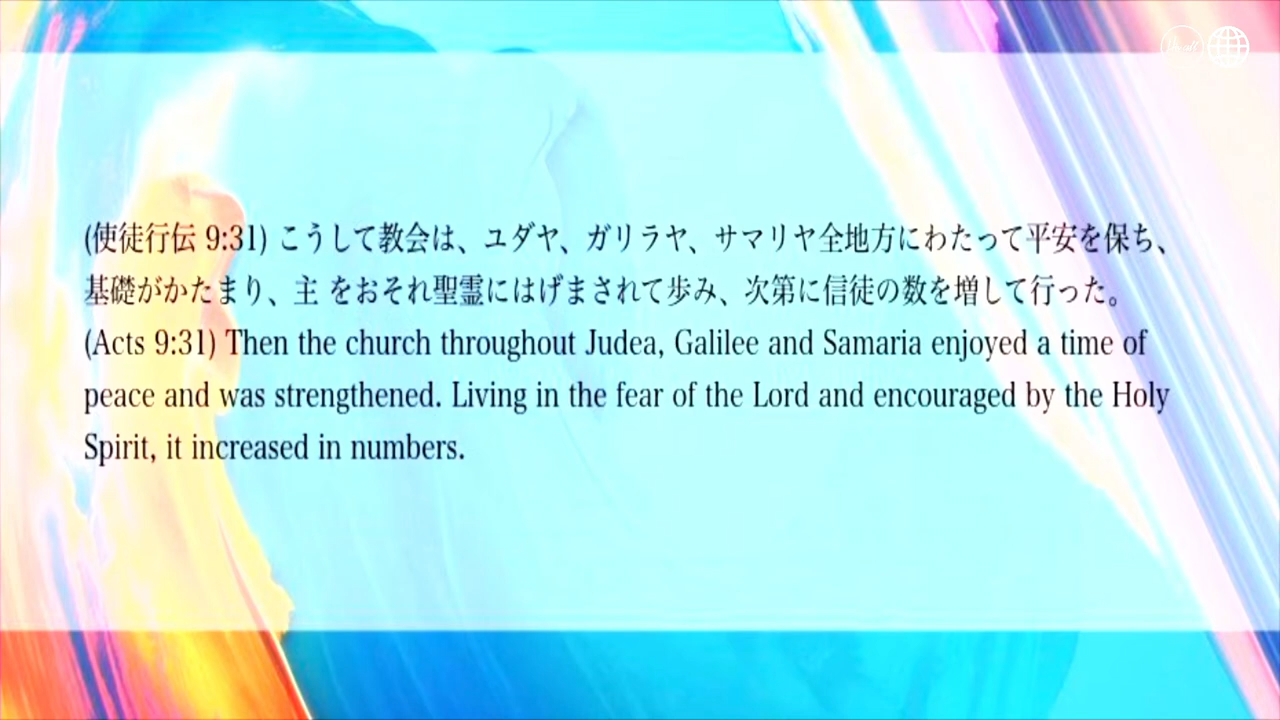 (使徒行伝 9:31) こうして教会は、ユダヤ、ガリラヤ、サマリヤ全地方にわたって平安を保ち、
基礎がかたまり、主 をおそれ聖霊にはげまされて歩み、次第に信徒の数を増して行った。
(Acts 9:31) Then the church throughout Judea, Galilee and Samaria enjoyed a time of
peace and was strengthened. Living in the fear of the Lord and encouraged by the Holy
Spirit, it increased in numbers.